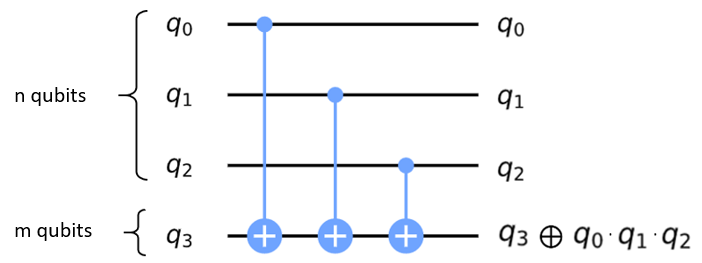 q₀ q₀
n qubits q₁ q₁
q₂ q₂
m qubits q₃ q₃ ⊕ q₀·q₁·q₂